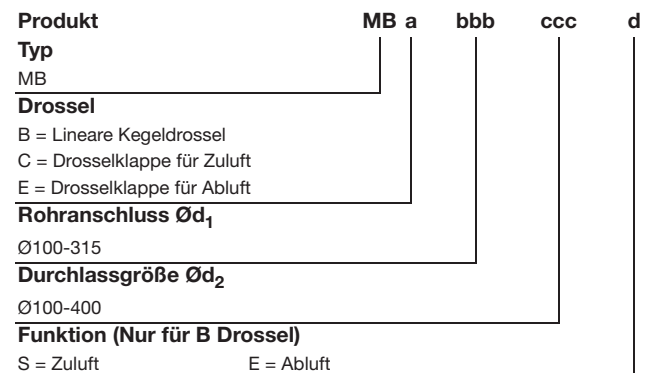 Produkt MB a bbb ccc d
Typ
MB
Drossel
B = Lineare Kegeldrossel
C = Drosselklappe für Zuluft
E = Drosselklappe für Abluft
Rohranschluss Ød₁
Ø100-315
Durchlassgröße Ød₂
Ø100-400
Funktion (Nur für B Drossel)
S = Zuluft E = Abluft